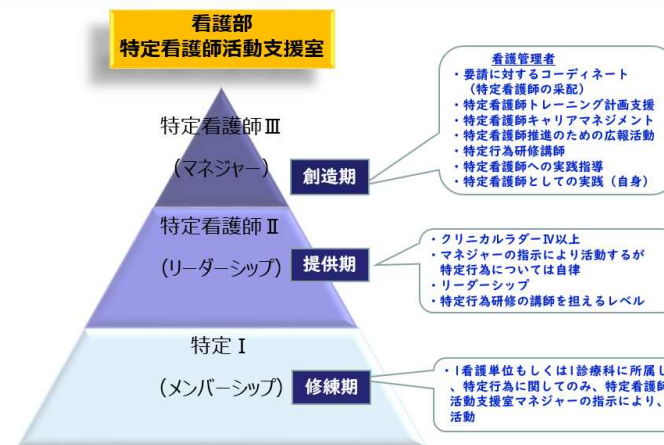 看護部
特定看護師活動支援室
特定看護師Ⅲ
(マネジャー)
創造期
看護管理者
・要請に対するコーディネート
（特定看護師の采配）
・特定看護師トレーニング計画支援
・特定看護師キャリアマネジメント
・特定看護師推進のための広報活動
・特定行為研修講師
・特定看護師への実践指導
・特定看護師としての実践（自身）
特定看護師Ⅱ
(リーダーシップ)
提供期
・クリニカルラダーⅣ以上
・マネジャーの指示により活動するが
特定行為については自律
・リーダーシップ
・特定行為研修の講師を担えるレベル
特定Ⅰ
(メンバーシップ)
修練期
・1看護単位もしくは1診療科に所属し
、特定行為に関してのみ、特定看護師
活動支援室マネジャーの指示により、
活動